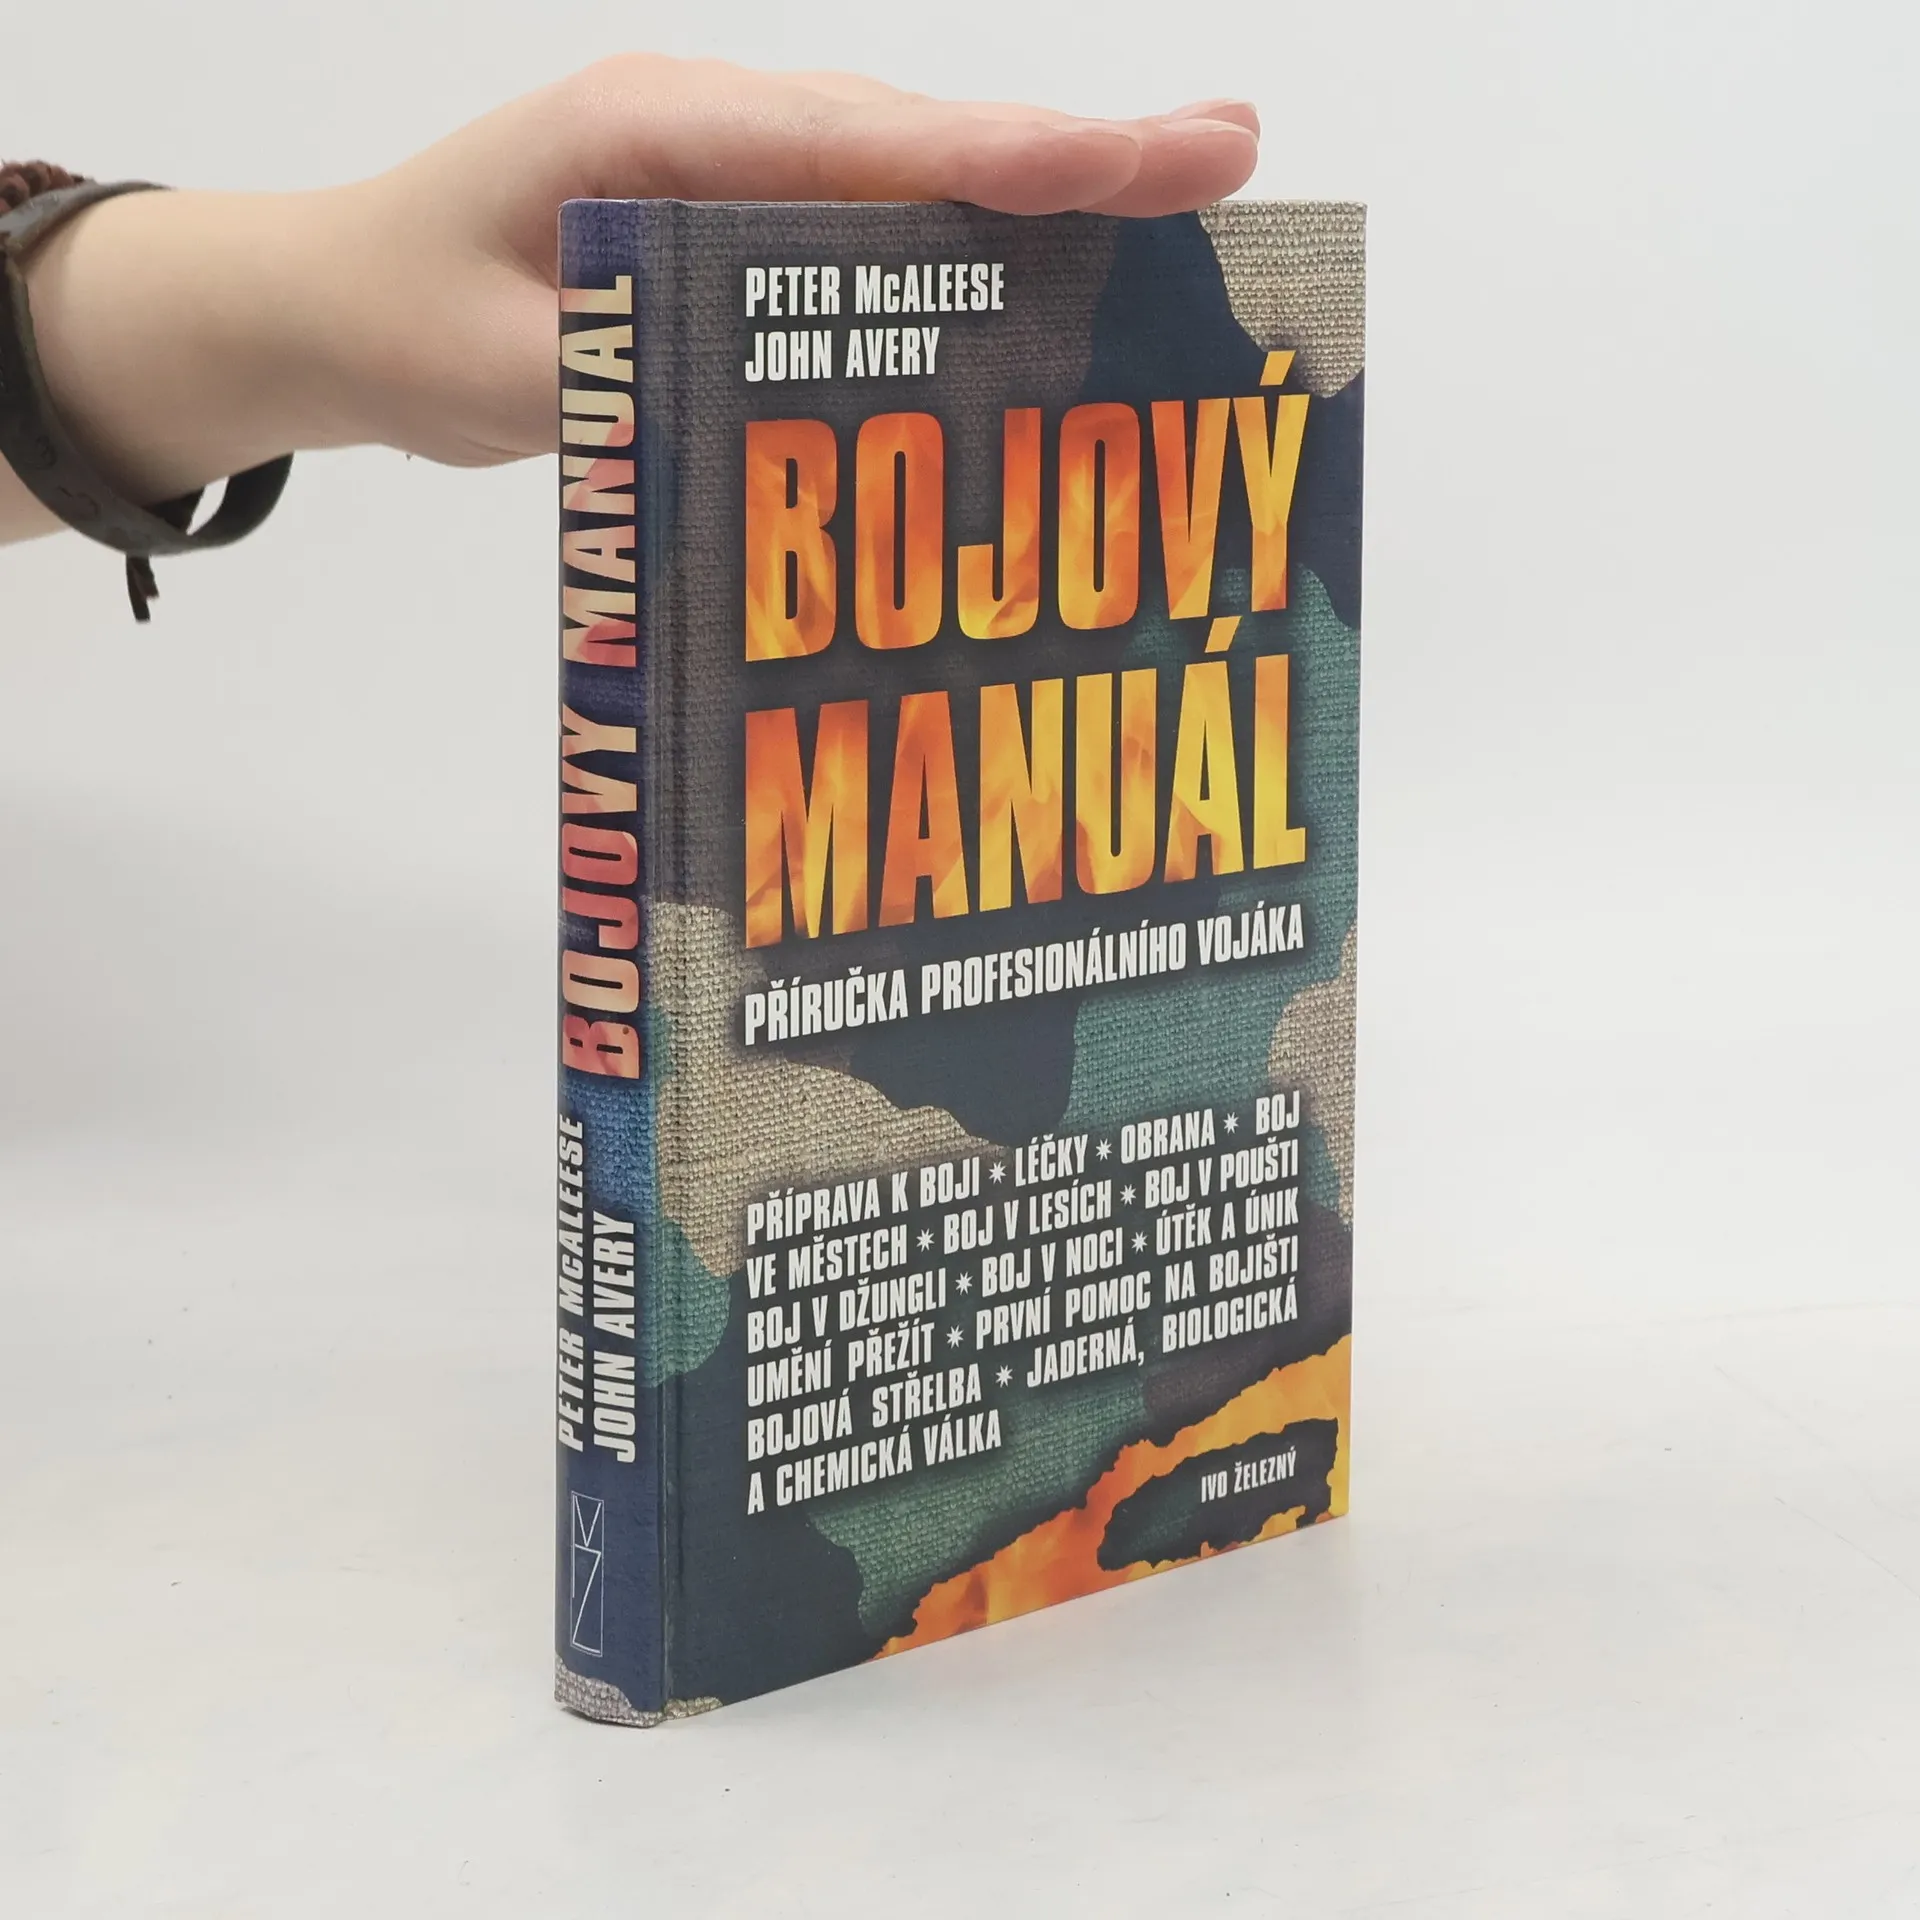 PETER McALEESE
JOHN AVERY
BOJOVÝ
MANUÁL
PŘÍRUČKA PROFESIONÁLNÍHO VOJÁKA
PŘÍPRAVA K BOJI * LÉČKY * OBRANA * BOJ
VE MĚSTECH * BOJ V LESÍCH * BOJ V POUŠTI
BOJ V DŽUNGLI * BOJ V NOCI * ÚTĚK A ÚNIK
UMĚNÍ PŘEŽÍT * PRVNÍ POMOC NA BOJIŠTI
BOJOVÁ STŘELBA * JADERNÁ, BIOLOGICKÁ
A CHEMICKÁ VÁLKA
IVO ŽELEZNÝ
PETER McALEESE
JOHN AVERY
BOJOVÝ MANUÁL